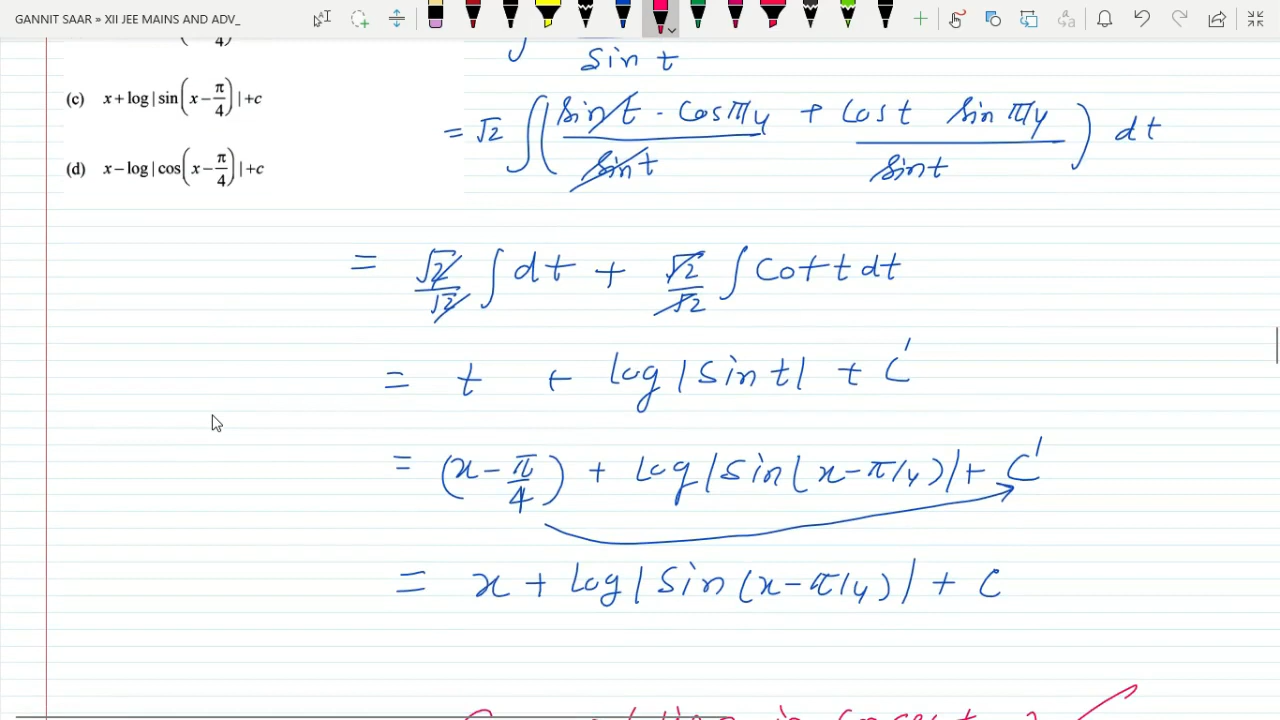 GANNIT SAAR » XII JEE MAINS AND ADV_
4
sin t
(c) x+log|sin(x−π/4)|+c
= √2 ∫(sin t · cos π/4 / sin t + cos t sin π/4 / sin t) dt
(d) x−log|cos(x−π/4)|+c
= √2/√2 ∫ dt + √2/√2 ∫ cot t dt
= t + log|sin t| + C'
= (x − π/4) + log|sin(x−π/4)| + C'
= x + log|sin(x−π/4)| + C